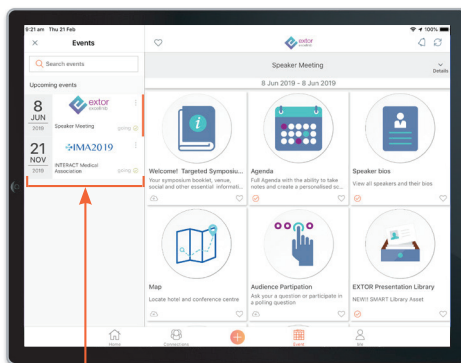 9:21 am Thu 21 Feb
100%
Events
extor
Search events
Speaker Meeting
Details
Upcoming events
8 Jun 2019 - 8 Jun 2019
8
JUN
2019
extor
Speaker Meeting
going
21
NOV
2019
IMA2019
INTERACT Medical
Association
going
Welcome! Targeted Symposiu...
Your symposium booklet, venue,
social and other essential informati...
Agenda
Full Agenda with the ability to take
notes and create a personalised sc...
Speaker bios
View all speakers and their bios
Map
Locate hotel and conference centre
Audience Partipation
Ask your a question or participate in
a polling question
EXTOR Presentation Library
NEW!! SMART Library Asset
Home
Connections
Event
Me